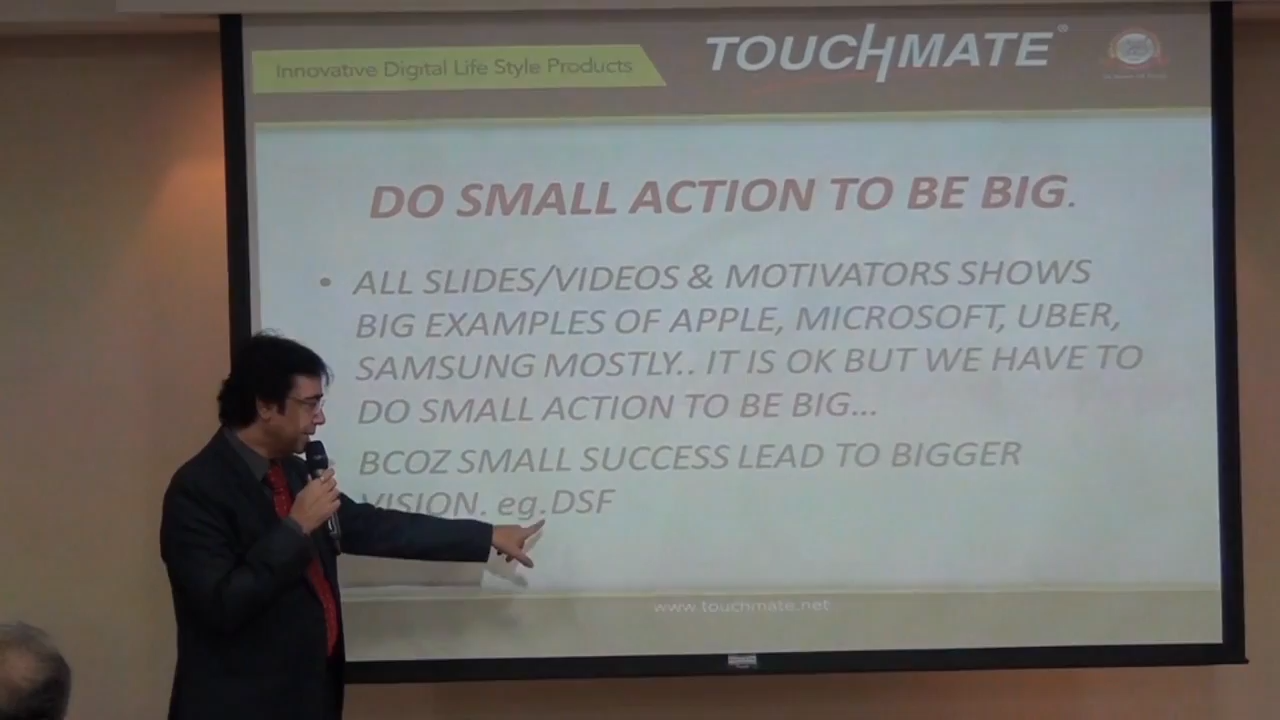 Innovative Digital Life Style Products
TOUCHMATE®
DO SMALL ACTION TO BE BIG.
• ALL SLIDES/VIDEOS & MOTIVATORS SHOWS
BIG EXAMPLES OF APPLE, MICROSOFT, UBER,
SAMSUNG MOSTLY.. IT IS OK BUT WE HAVE TO
DO SMALL ACTION TO BE BIG...
BCOZ SMALL SUCCESS LEAD TO BIGGER
VISION. eg.DSF
www.touchmate.net